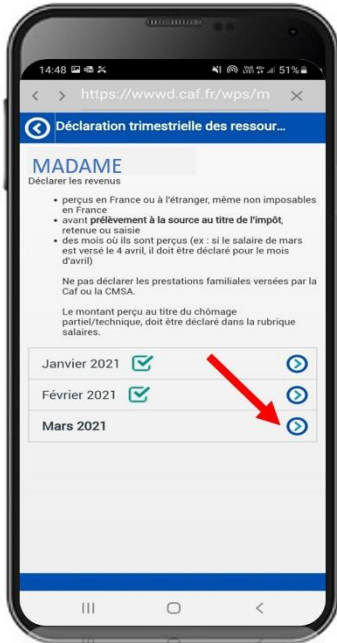 14:48 51%
https://wwwd.caf.fr/wps/m
Déclaration trimestrielle des ressour...
MADAME
Déclarer les revenus
• perçus en France ou à l'étranger, même non imposables
en France
• avant prélèvement à la source au titre de l'impôt,
retenue ou saisie
• des mois où ils sont perçus (ex : si le salaire de mars
est versé le 4 avril, il doit être déclaré pour le mois
d'avril)
Ne pas déclarer les prestations familiales versées par la
Caf ou la CMSA.
Le montant perçu au titre du chômage
partiel/technique, doit être déclaré dans la rubrique
salaires.
Janvier 2021
Février 2021
Mars 2021